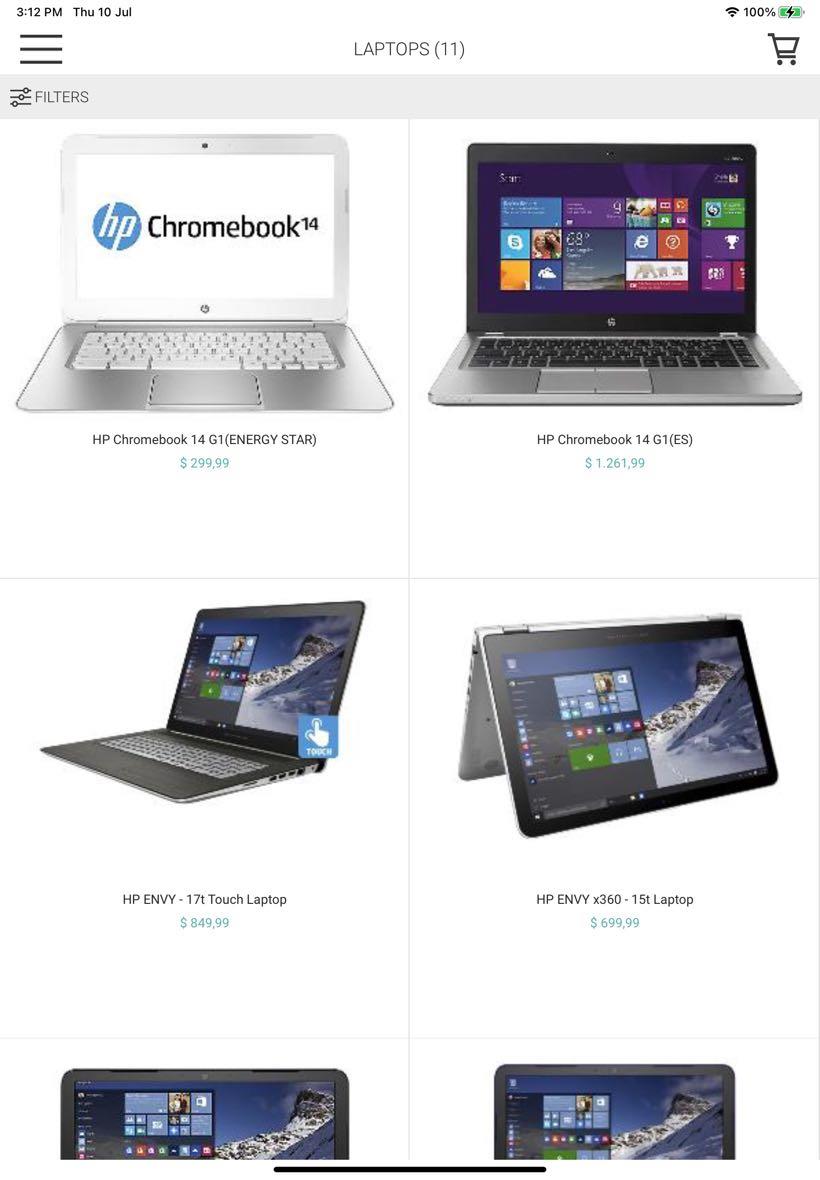 3:12 PM Thu 10 Jul
100%
LAPTOPS (11)
FILTERS
hp Chromebook14
Start
HP Chromebook 14 G1(ENERGY STAR)
$ 299,99
HP Chromebook 14 G1(ES)
$ 1.261,99
TOUCH
HP ENVY - 17t Touch Laptop
$ 849,99
HP ENVY x360 - 15t Laptop
$ 699,99